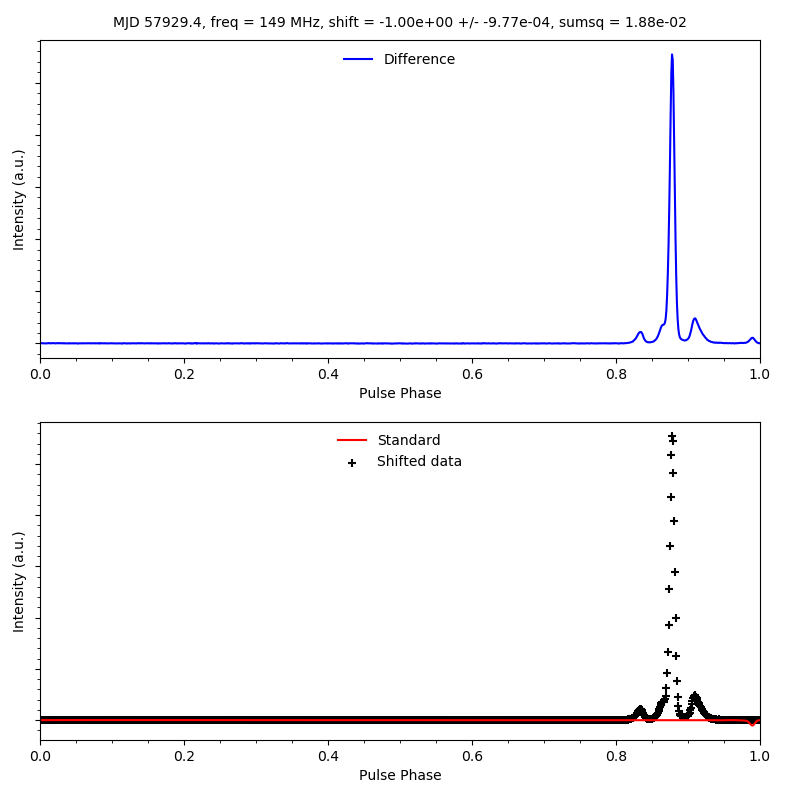 MJD 57929.4, freq = 149 MHz, shift = -1.00e+00 +/- -9.77e-04, sumsq = 1.88e-02
Difference
Intensity (a.u.)
0.0 0.2 0.4 0.6 0.8 1.0
Pulse Phase
Standard
Shifted data
Intensity (a.u.)
0.0 0.2 0.4 0.6 0.8 1.0
Pulse Phase